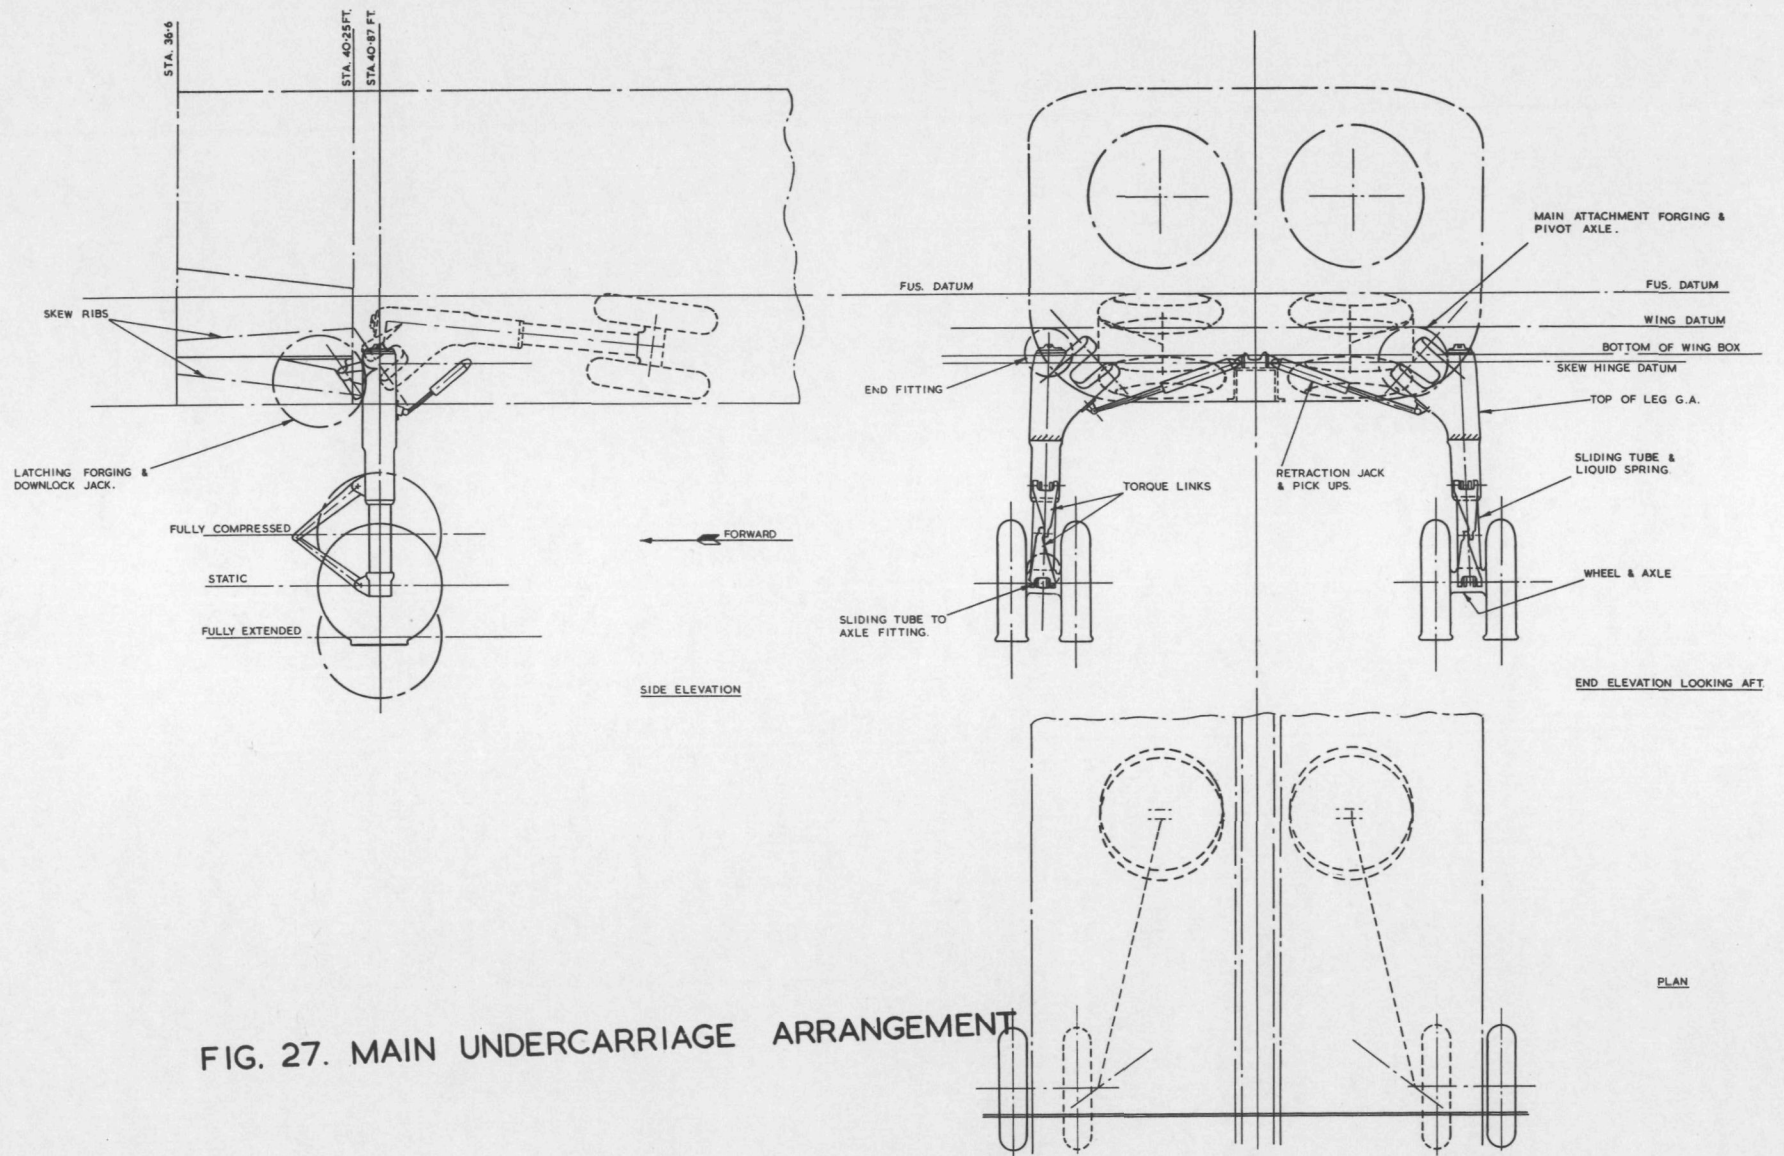 STA. 36·6
STA. 40·25 FT.
STA. 40·87 FT.
SKEW RIBS
LATCHING FORGING &
DOWNLOCK JACK.
FULLY COMPRESSED
STATIC
FULLY EXTENDED
FORWARD
SIDE ELEVATION
FUS. DATUM
MAIN ATTACHMENT FORGING &
PIVOT AXLE.
FUS. DATUM
WING DATUM
BOTTOM OF WING BOX
SKEW HINGE DATUM
END FITTING
TOP OF LEG G.A.
SLIDING TUBE &
LIQUID SPRING
RETRACTION JACK
& PICK UPS.
TORQUE LINKS
WHEEL & AXLE
SLIDING TUBE TO
AXLE FITTING.
END ELEVATION LOOKING AFT
PLAN
FIG. 27. MAIN UNDERCARRIAGE ARRANGEMENT